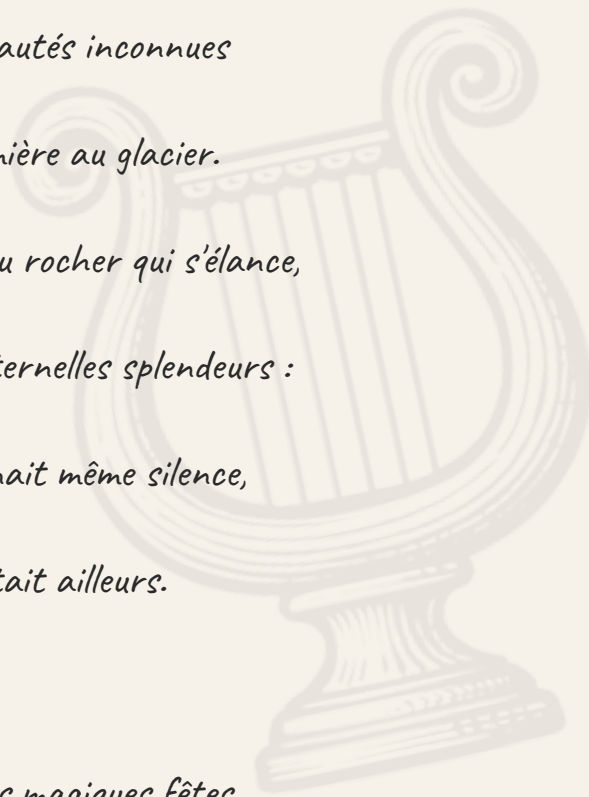 autés inconnues
nière au glacier.
u rocher qui s'élance,
ternelles splendeurs :
nait même silence,
tait ailleurs.
s magiques fêtes